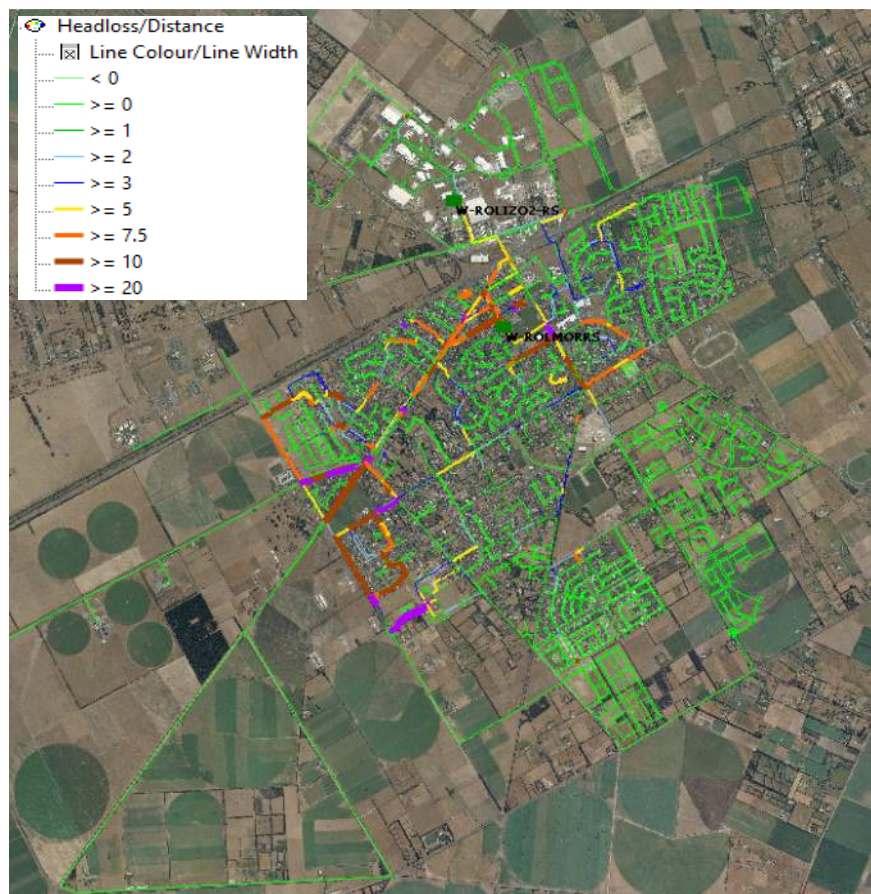 Headloss/Distance
Line Colour/Line Width
< 0
>= 0
>= 1
>= 2
>= 3
>= 5
>= 7.5
>= 10
>= 20
W-ROLIZO2-RS
W-ROLMORRS